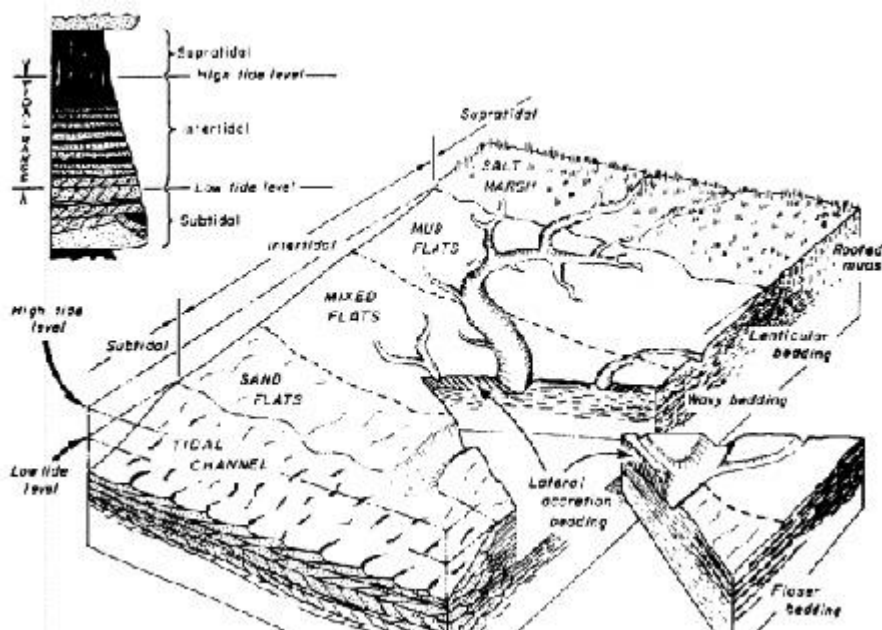 Supratidal
High tide level
TIDAL RANGE
Intertidal
Low tide level
Subtidal
Supratidal
SALT
MARSH
Intertidal
MUD
FLATS
Rooted
muds
MIXED
FLATS
High tide
level
Subtidal
Lenticular
bedding
SAND
FLATS
Wavy bedding
TIDAL
CHANNEL
Low tide
level
Lateral
accretion
bedding
Flaser
bedding